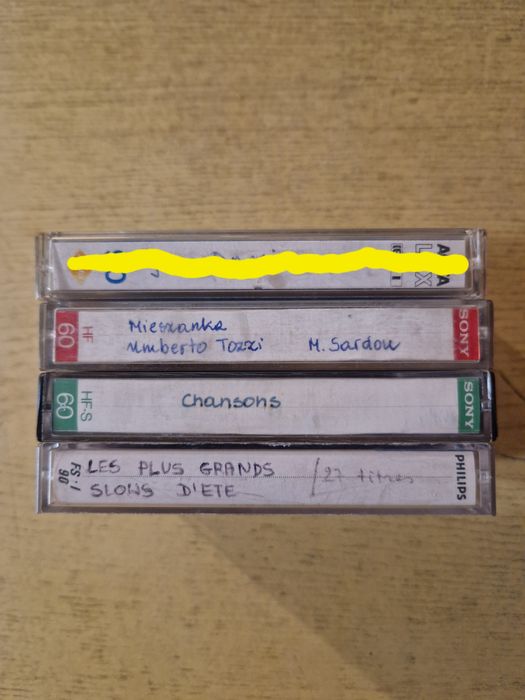 HF
60
Mieszanka
Umberto Tozzi M. Sardou
SONY
HF-S
60
Chansons
SONY
FS·I
90
LES PLUS GRANDS
SLOWS D'ETE
/27 titres
PHILIPS